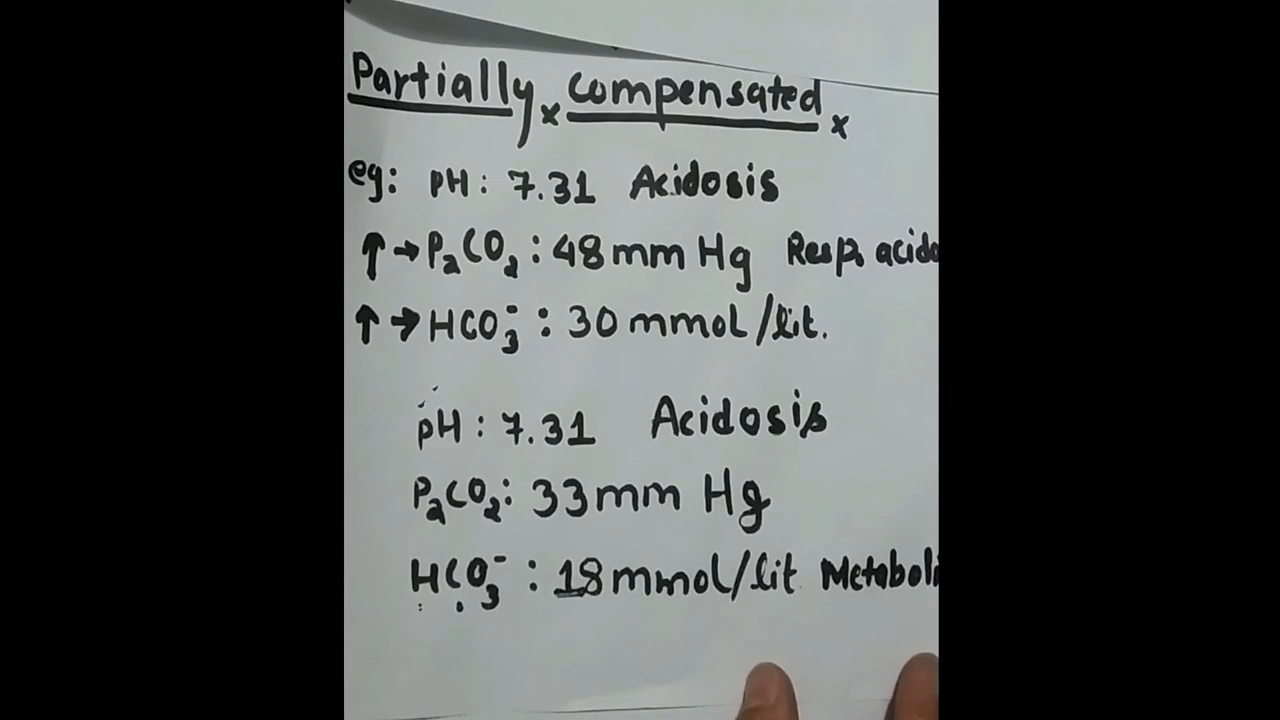 Partially compensated
eg: pH: 7.31 Acidosis
↑→ PaCO2: 48 mm Hg Resp. acido
↑→ HCO3-: 30 mmol/lit.
pH: 7.31 Acidosis
PaCO2: 33 mm Hg
HCO3-: 18 mmol/lit Metaboli